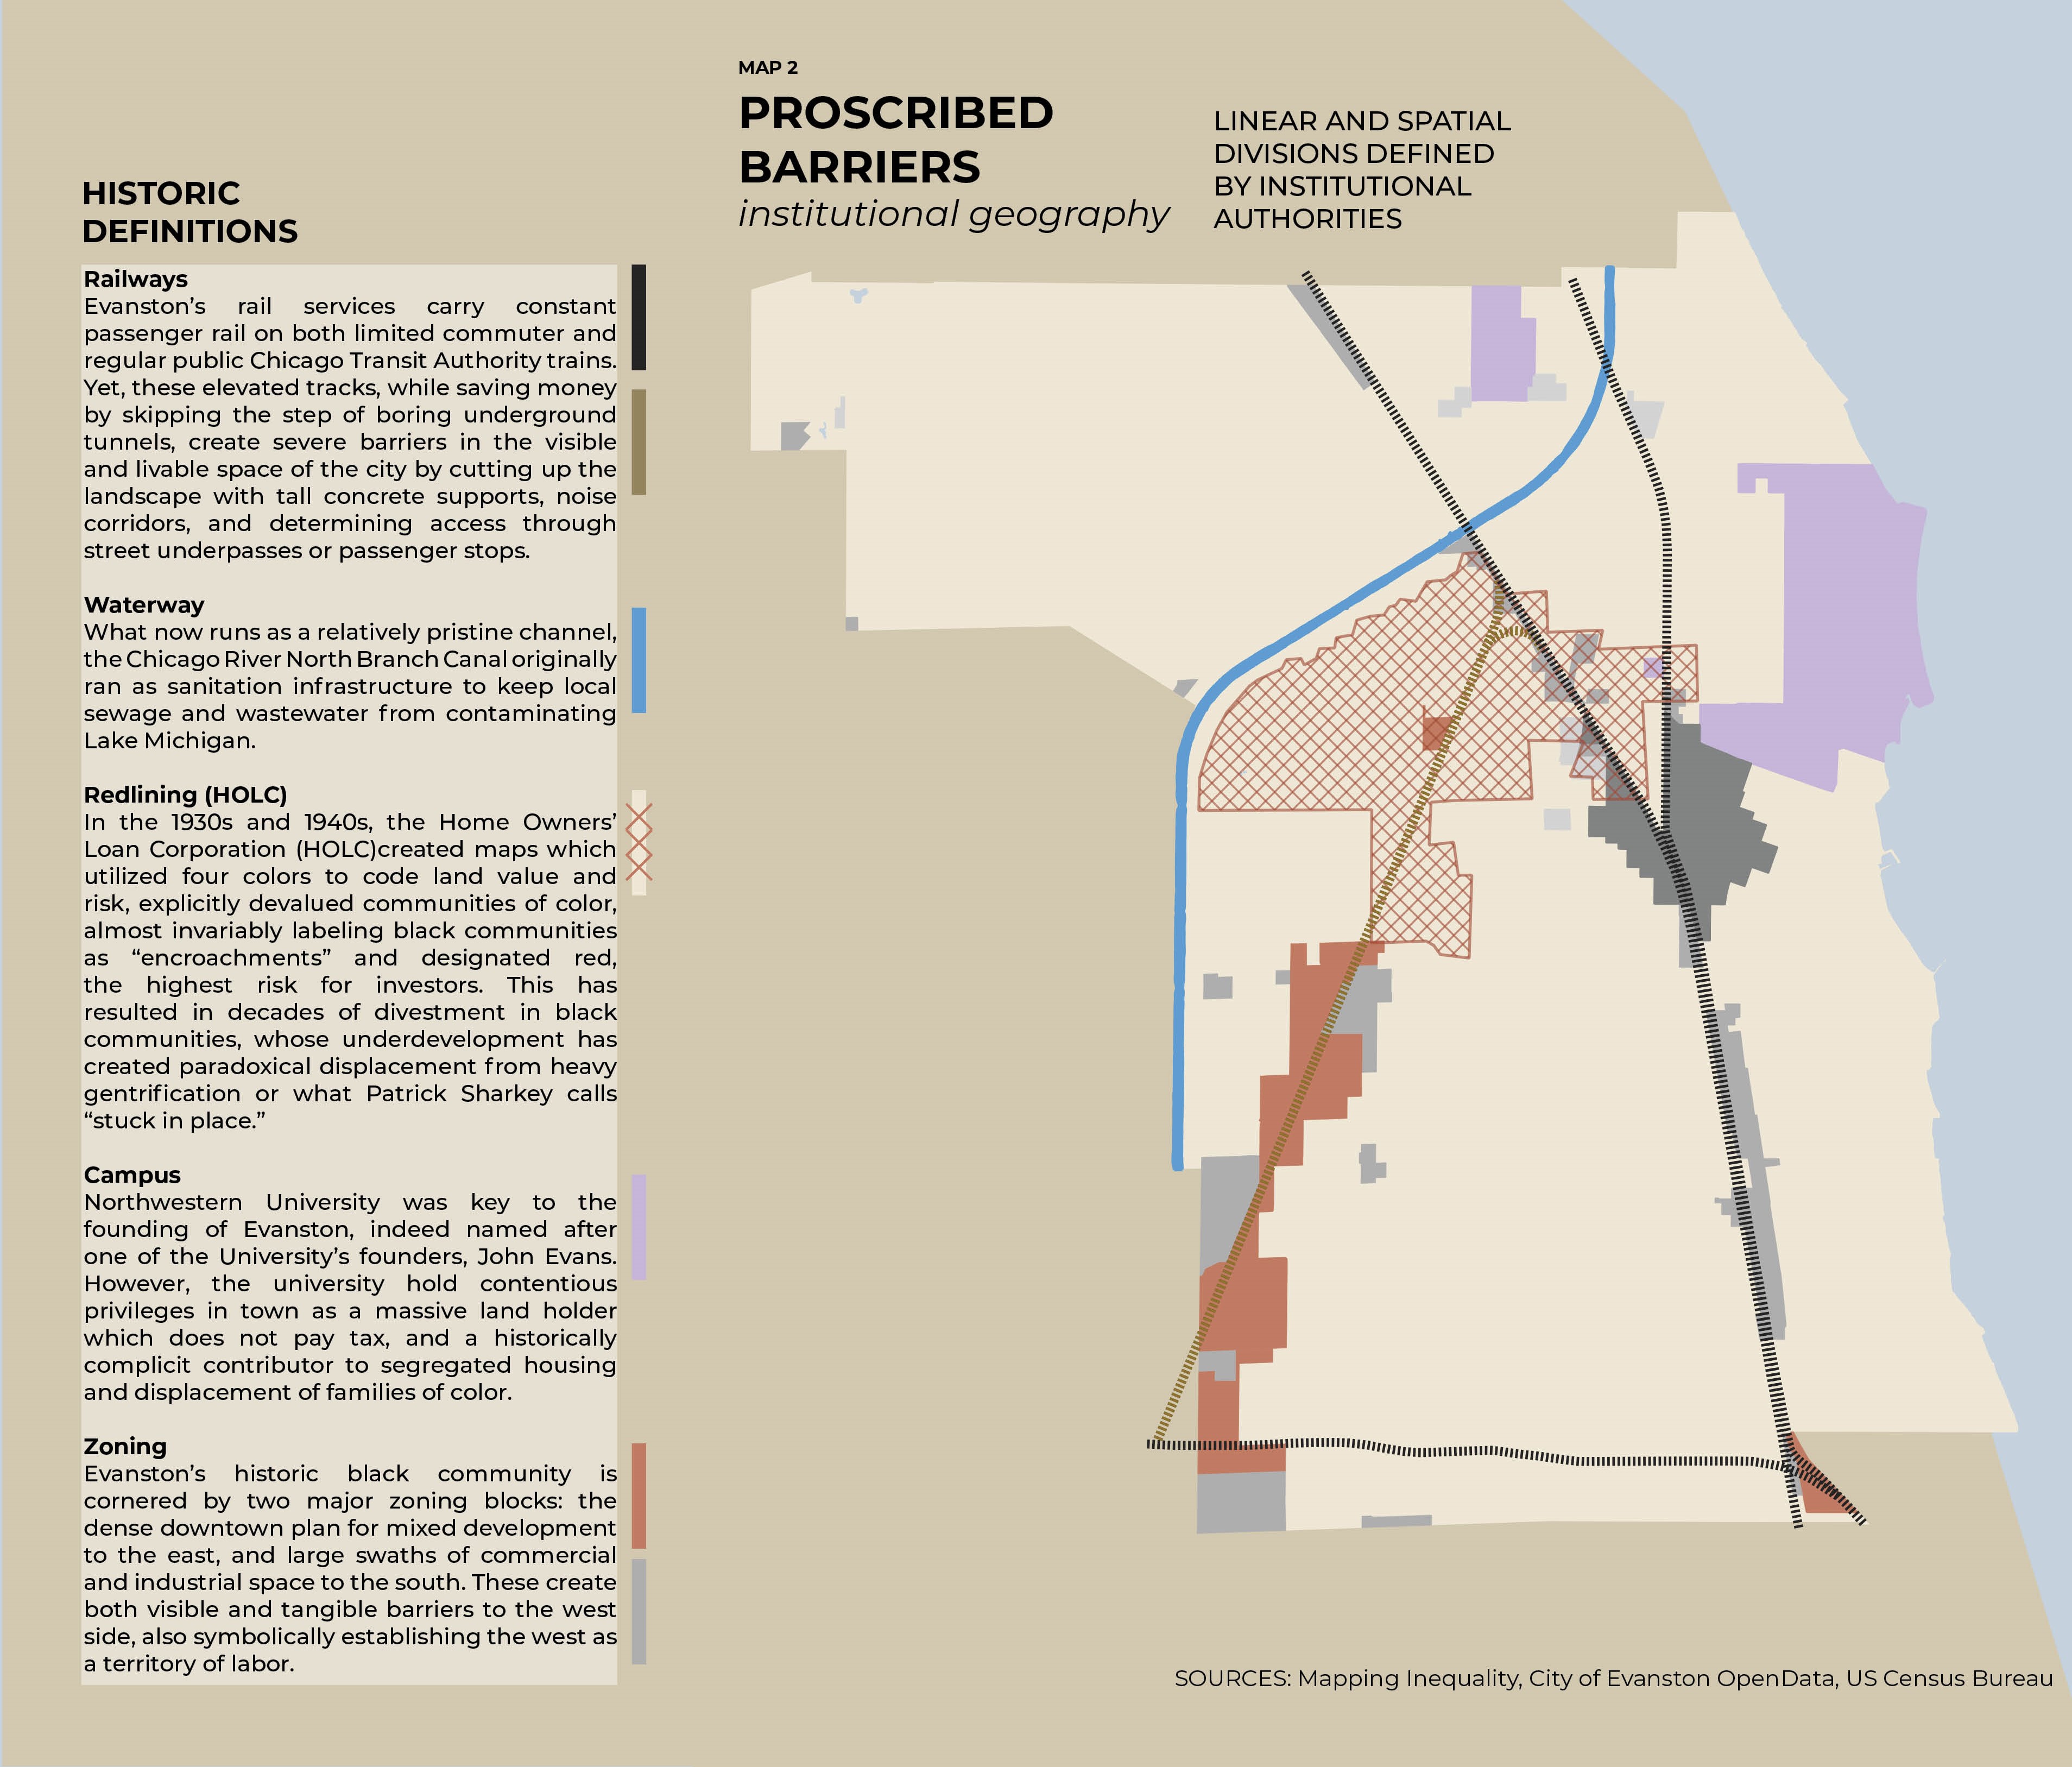 MAP 2
PROSCRIBED
BARRIERS
institutional geography
LINEAR AND SPATIAL
DIVISIONS DEFINED
BY INSTITUTIONAL
AUTHORITIES
HISTORIC
DEFINITIONS
Railways
Evanston’s rail services carry constant
passenger rail on both limited commuter and
regular public Chicago Transit Authority trains.
Yet, these elevated tracks, while saving money
by skipping the step of boring underground
tunnels, create severe barriers in the visible
and livable space of the city by cutting up the
landscape with tall concrete supports, noise
corridors, and determining access through
street underpasses or passenger stops.
Waterway
What now runs as a relatively pristine channel,
the Chicago River North Branch Canal originally
ran as sanitation infrastructure to keep local
sewage and wastewater from contaminating
Lake Michigan.
Redlining (HOLC)
In the 1930s and 1940s, the Home Owners’
Loan Corporation (HOLC)created maps which
utilized four colors to code land value and
risk, explicitly devalued communities of color,
almost invariably labeling black communities
as “encroachments” and designated red,
the highest risk for investors. This has
resulted in decades of divestment in black
communities, whose underdevelopment has
created paradoxical displacement from heavy
gentrification or what Patrick Sharkey calls
“stuck in place.”
Campus
Northwestern University was key to the
founding of Evanston, indeed named after
one of the University’s founders, John Evans.
However, the university hold contentious
privileges in town as a massive land holder
which does not pay tax, and a historically
complicit contributor to segregated housing
and displacement of families of color.
Zoning
Evanston’s historic black community is
cornered by two major zoning blocks: the
dense downtown plan for mixed development
to the east, and large swaths of commercial
and industrial space to the south. These create
both visible and tangible barriers to the west
side, also symbolically establishing the west as
a territory of labor.
SOURCES: Mapping Inequality, City of Evanston OpenData, US Census Bureau